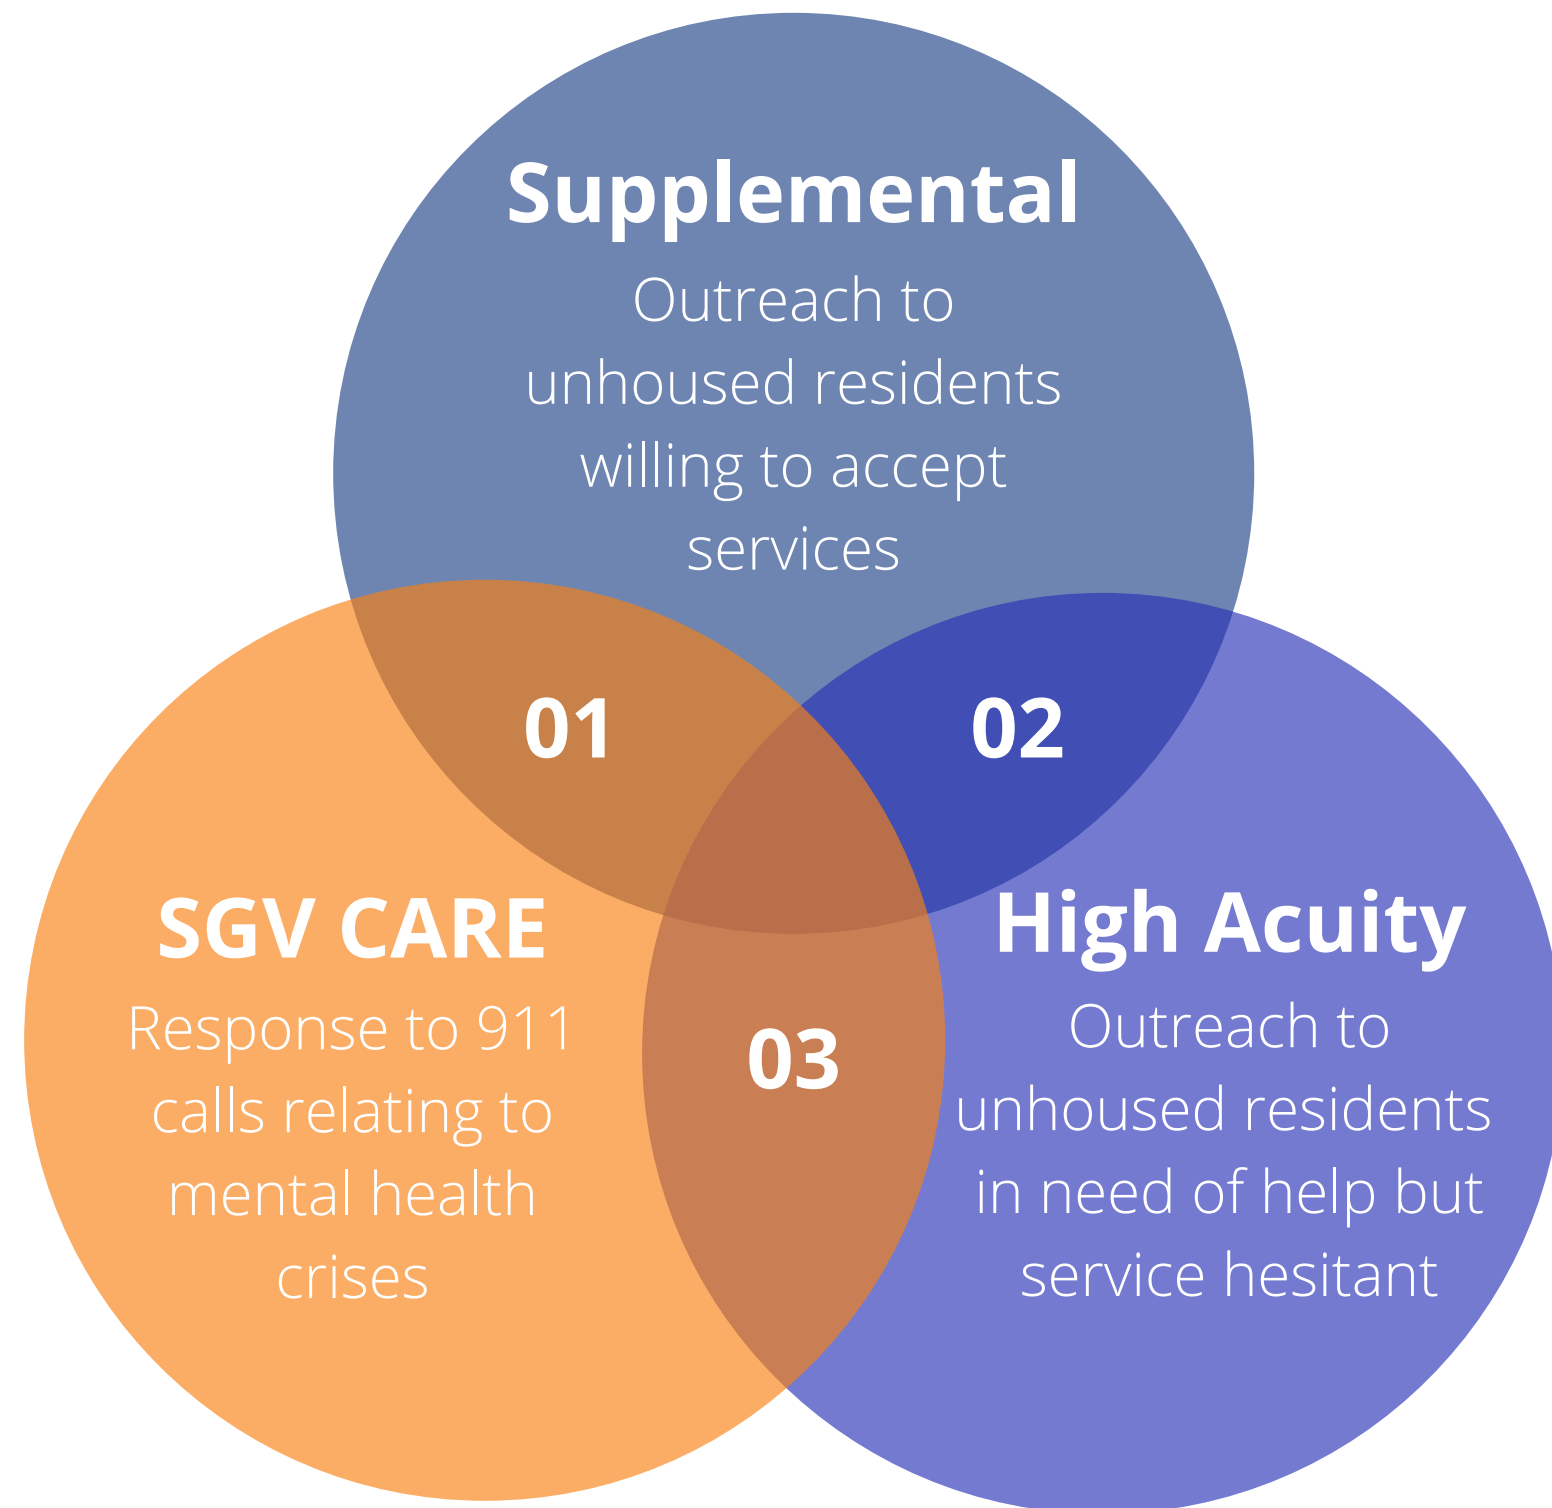 Supplemental
Outreach to
unhoused residents
willing to accept
services
01
02
SGV CARE
Response to 911
calls relating to
mental health
crises
03
High Acuity
Outreach to
unhoused residents
in need of help but
service hesitant